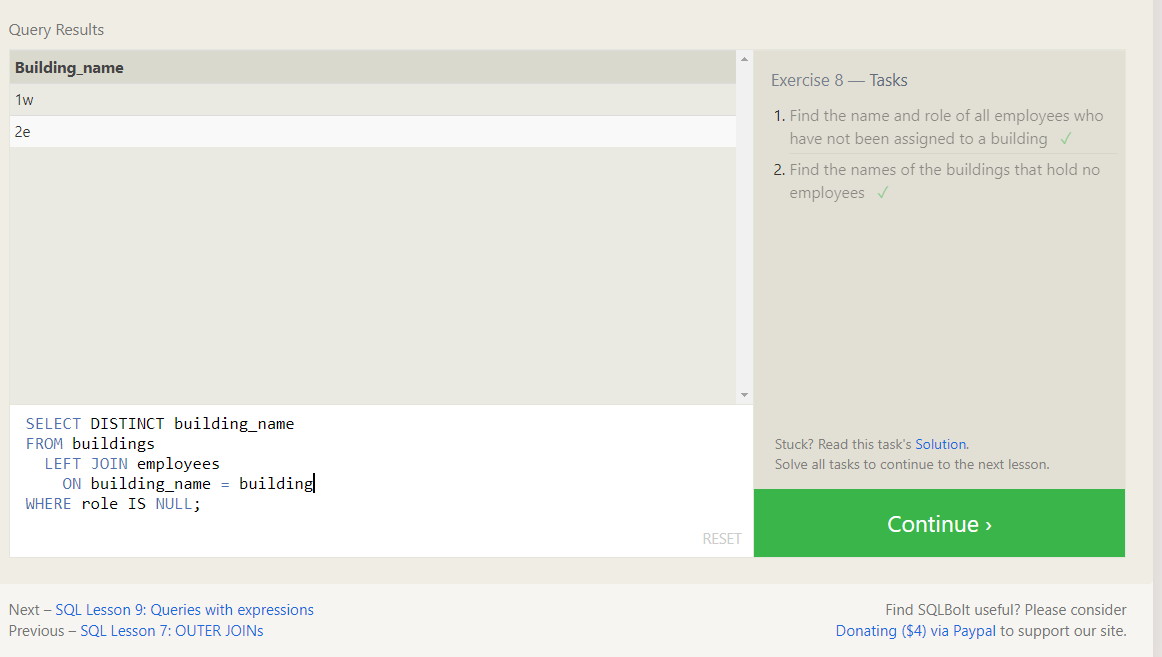 Query Results
Building_name
1w
2e
Exercise 8 — Tasks
1. Find the name and role of all employees who
have not been assigned to a building ✓
2. Find the names of the buildings that hold no
employees ✓
Stuck? Read this task's Solution.
Solve all tasks to continue to the next lesson.
Continue ›
SELECT DISTINCT building_name
FROM buildings
  LEFT JOIN employees
    ON building_name = building
WHERE role IS NULL;
RESET
Next – SQL Lesson 9: Queries with expressions
Previous – SQL Lesson 7: OUTER JOINs
Find SQLBolt useful? Please consider
Donating ($4) via Paypal to support our site.